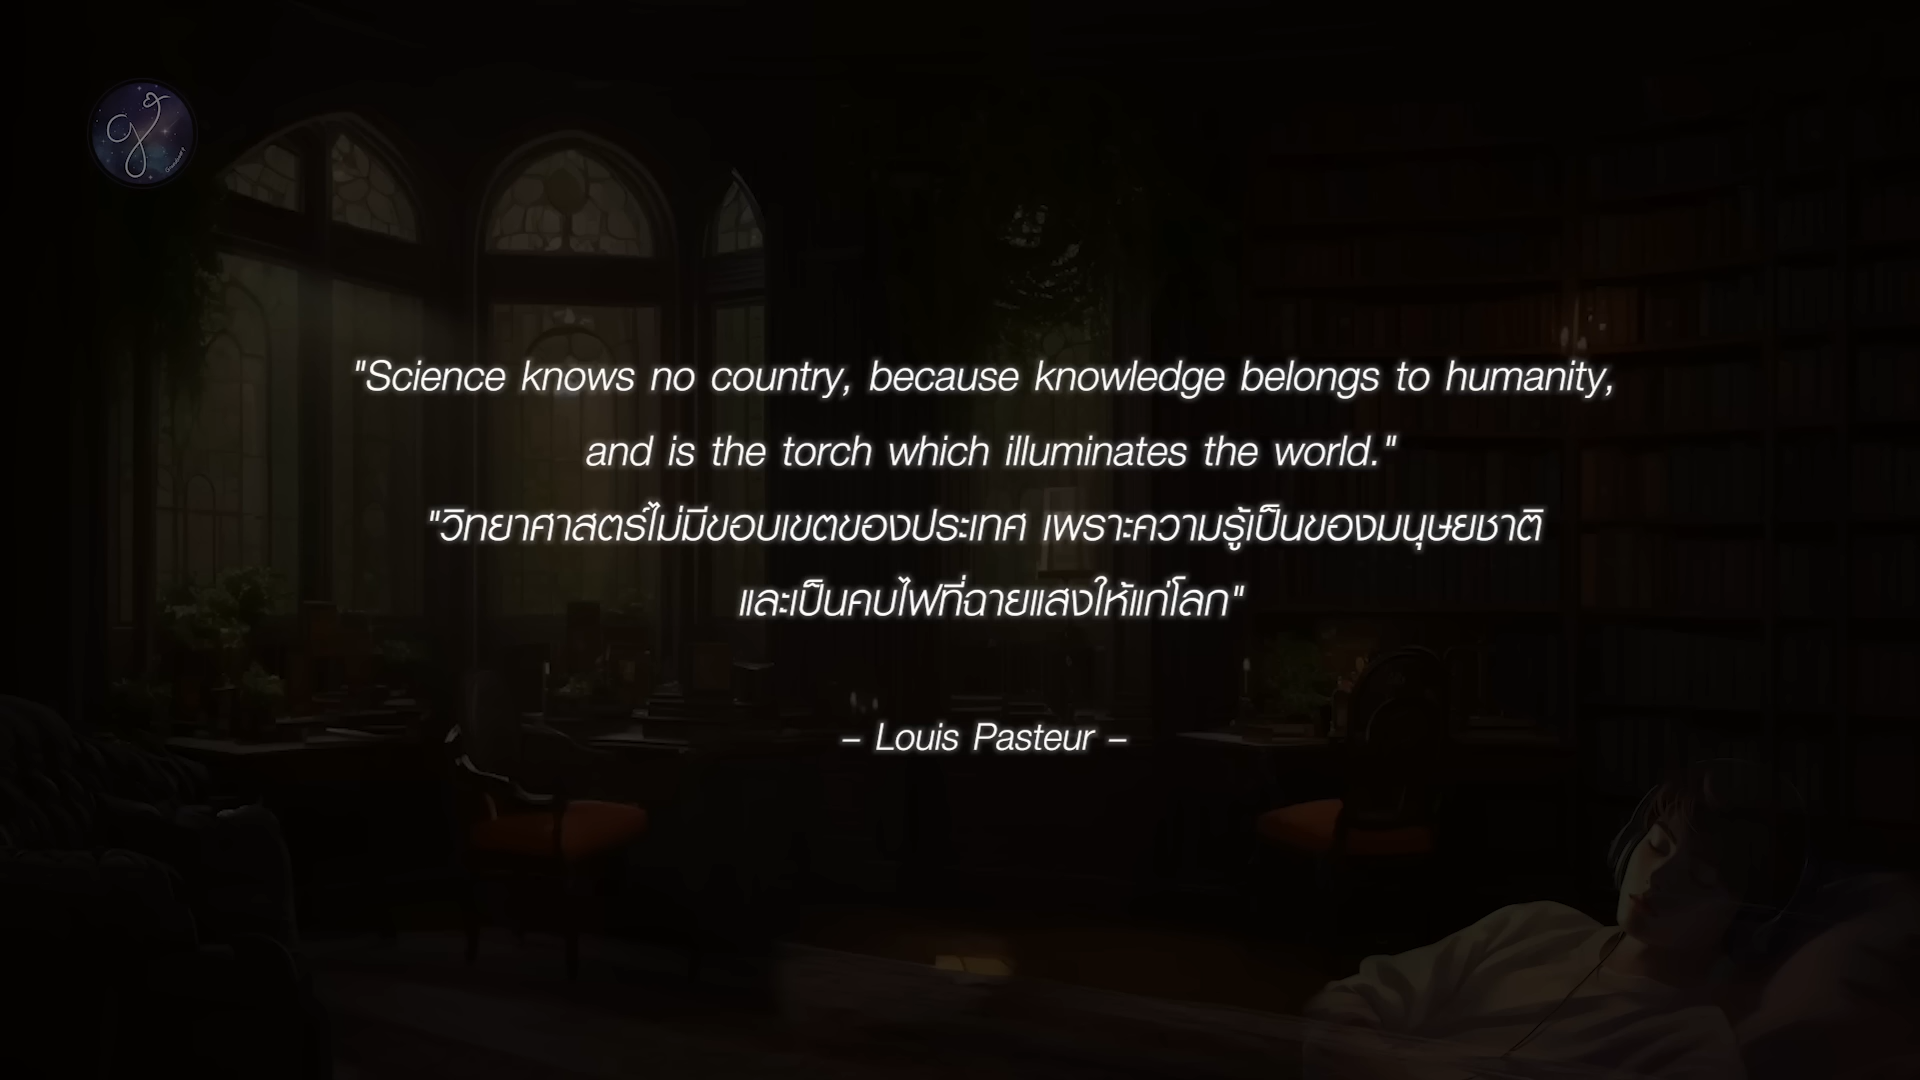 "Science knows no country, because knowledge belongs to humanity,
and is the torch which illuminates the world."
"วิทยาศาสตร์ไม่มีขอบเขตของประเทศ เพราะความรู้เป็นของมนุษยชาติ
และเป็นคบไฟที่ฉายแสงให้แก่โลก"
– Louis Pasteur –